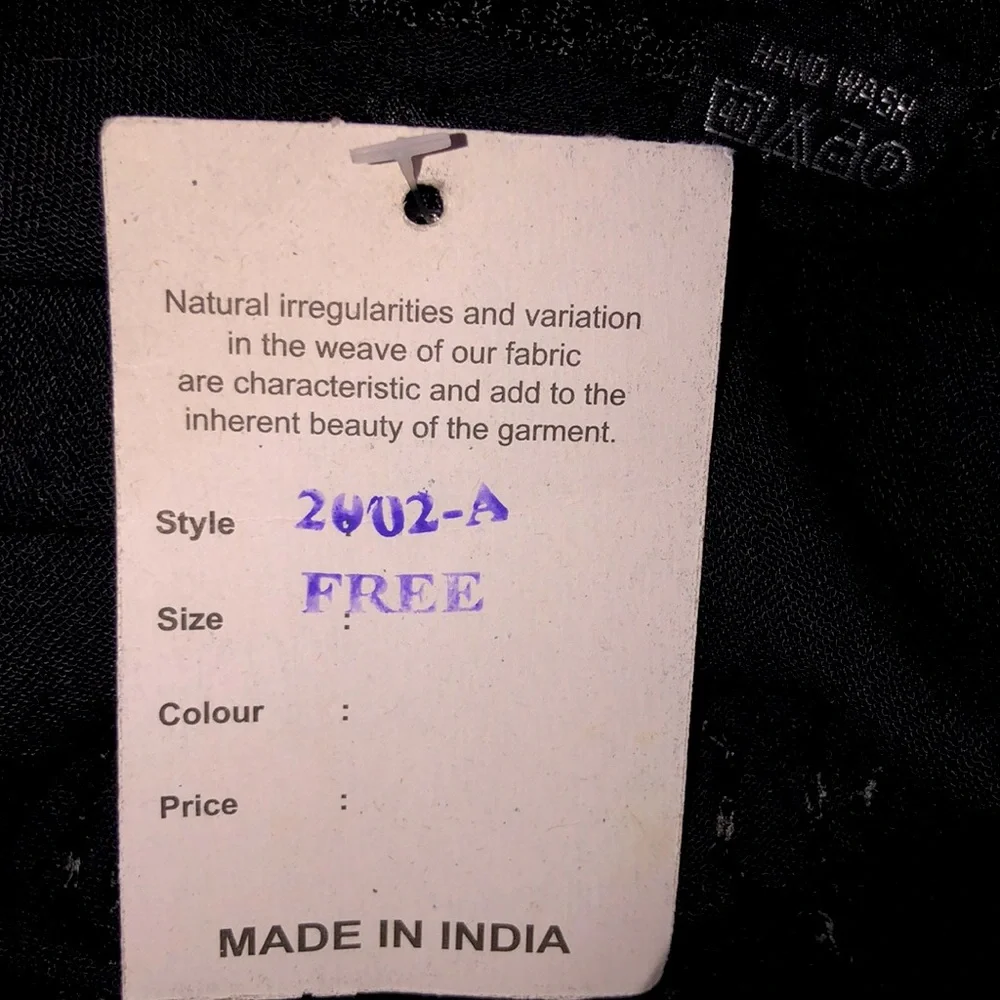 HAND WASH
40
Natural irregularities and variation
in the weave of our fabric
are characteristic and add to the
inherent beauty of the garment.
Style 2002-A
Size : FREE
Colour :
Price :
MADE IN INDIA